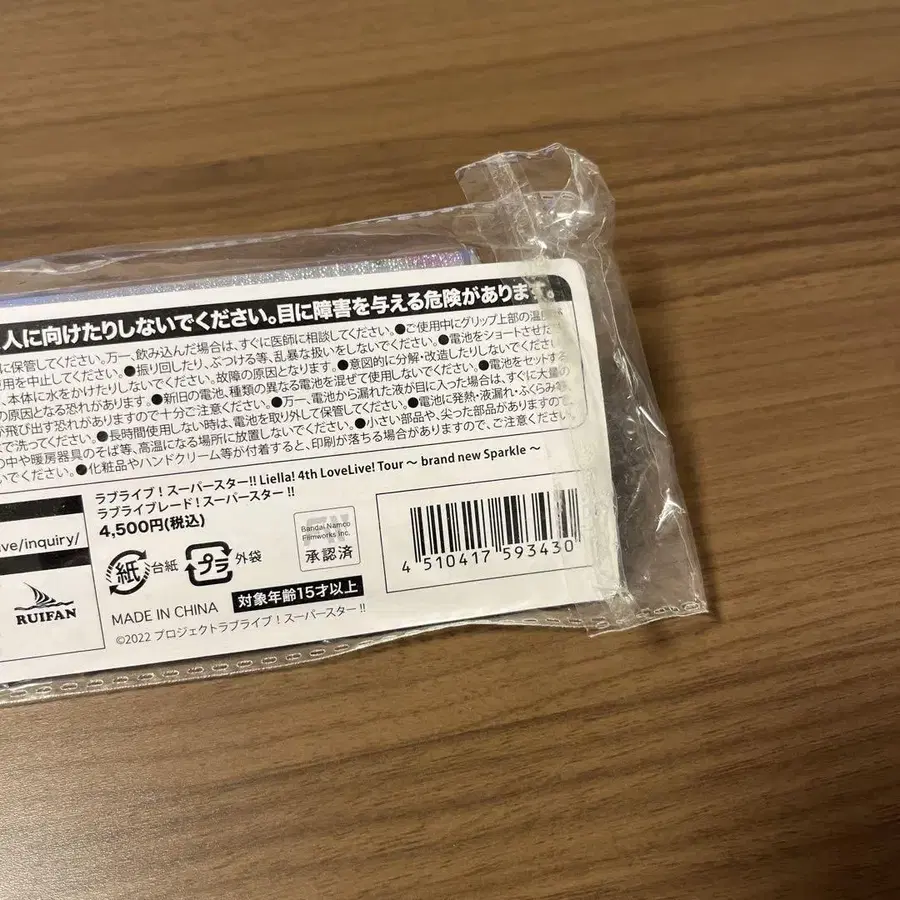 人に向けたりしないでください。目に障害を与える危険があります。
に保管してください。万一、飲み込んだ場合は、すぐに医師に相談してください。●ご使用中にグリップ上部の温度が
使用を中止してください。●振り回したり、ぶつける等、乱暴な扱いをしないでください。●電池をショートさせたり
、本体に水をかけたりしないでください。故障の原因となります。●意図的に分解・改造したりしないでください。
の原因となる恐れがあります。●新旧の電池、種類の異なる電池を混ぜて使用しないでください。●電池をセットする
が飛び出す恐れがありますので十分ご注意ください。●万一、電池から漏れた液が目に入った場合は、すぐに大量の
で洗ってください。●長時間使用しない時は、電池を取り外して保管してください。●電池に発熱・液漏れ・ふくらみ等
の中や暖房器具のそば等、高温になる場所に放置しないでください。●小さい部品や、尖った部品がありますので、
いでください。●化粧品やハンドクリーム等が付着すると、印刷が落ちる場合がありますので、ご注意ください。
ラブライブ！スーパースター!! Liella! 4th LoveLive! Tour ～ brand new Sparkle ～
ラブライブレード！スーパースター!!
4,500円(税込)
ive/inquiry/
Bandai Namco
Filmworks Inc.
承認済
紙 台紙 プラ 外袋
4 510417 593430
RUIFAN
MADE IN CHINA 対象年齢15才以上
©2022 プロジェクトラブライブ！スーパースター!!